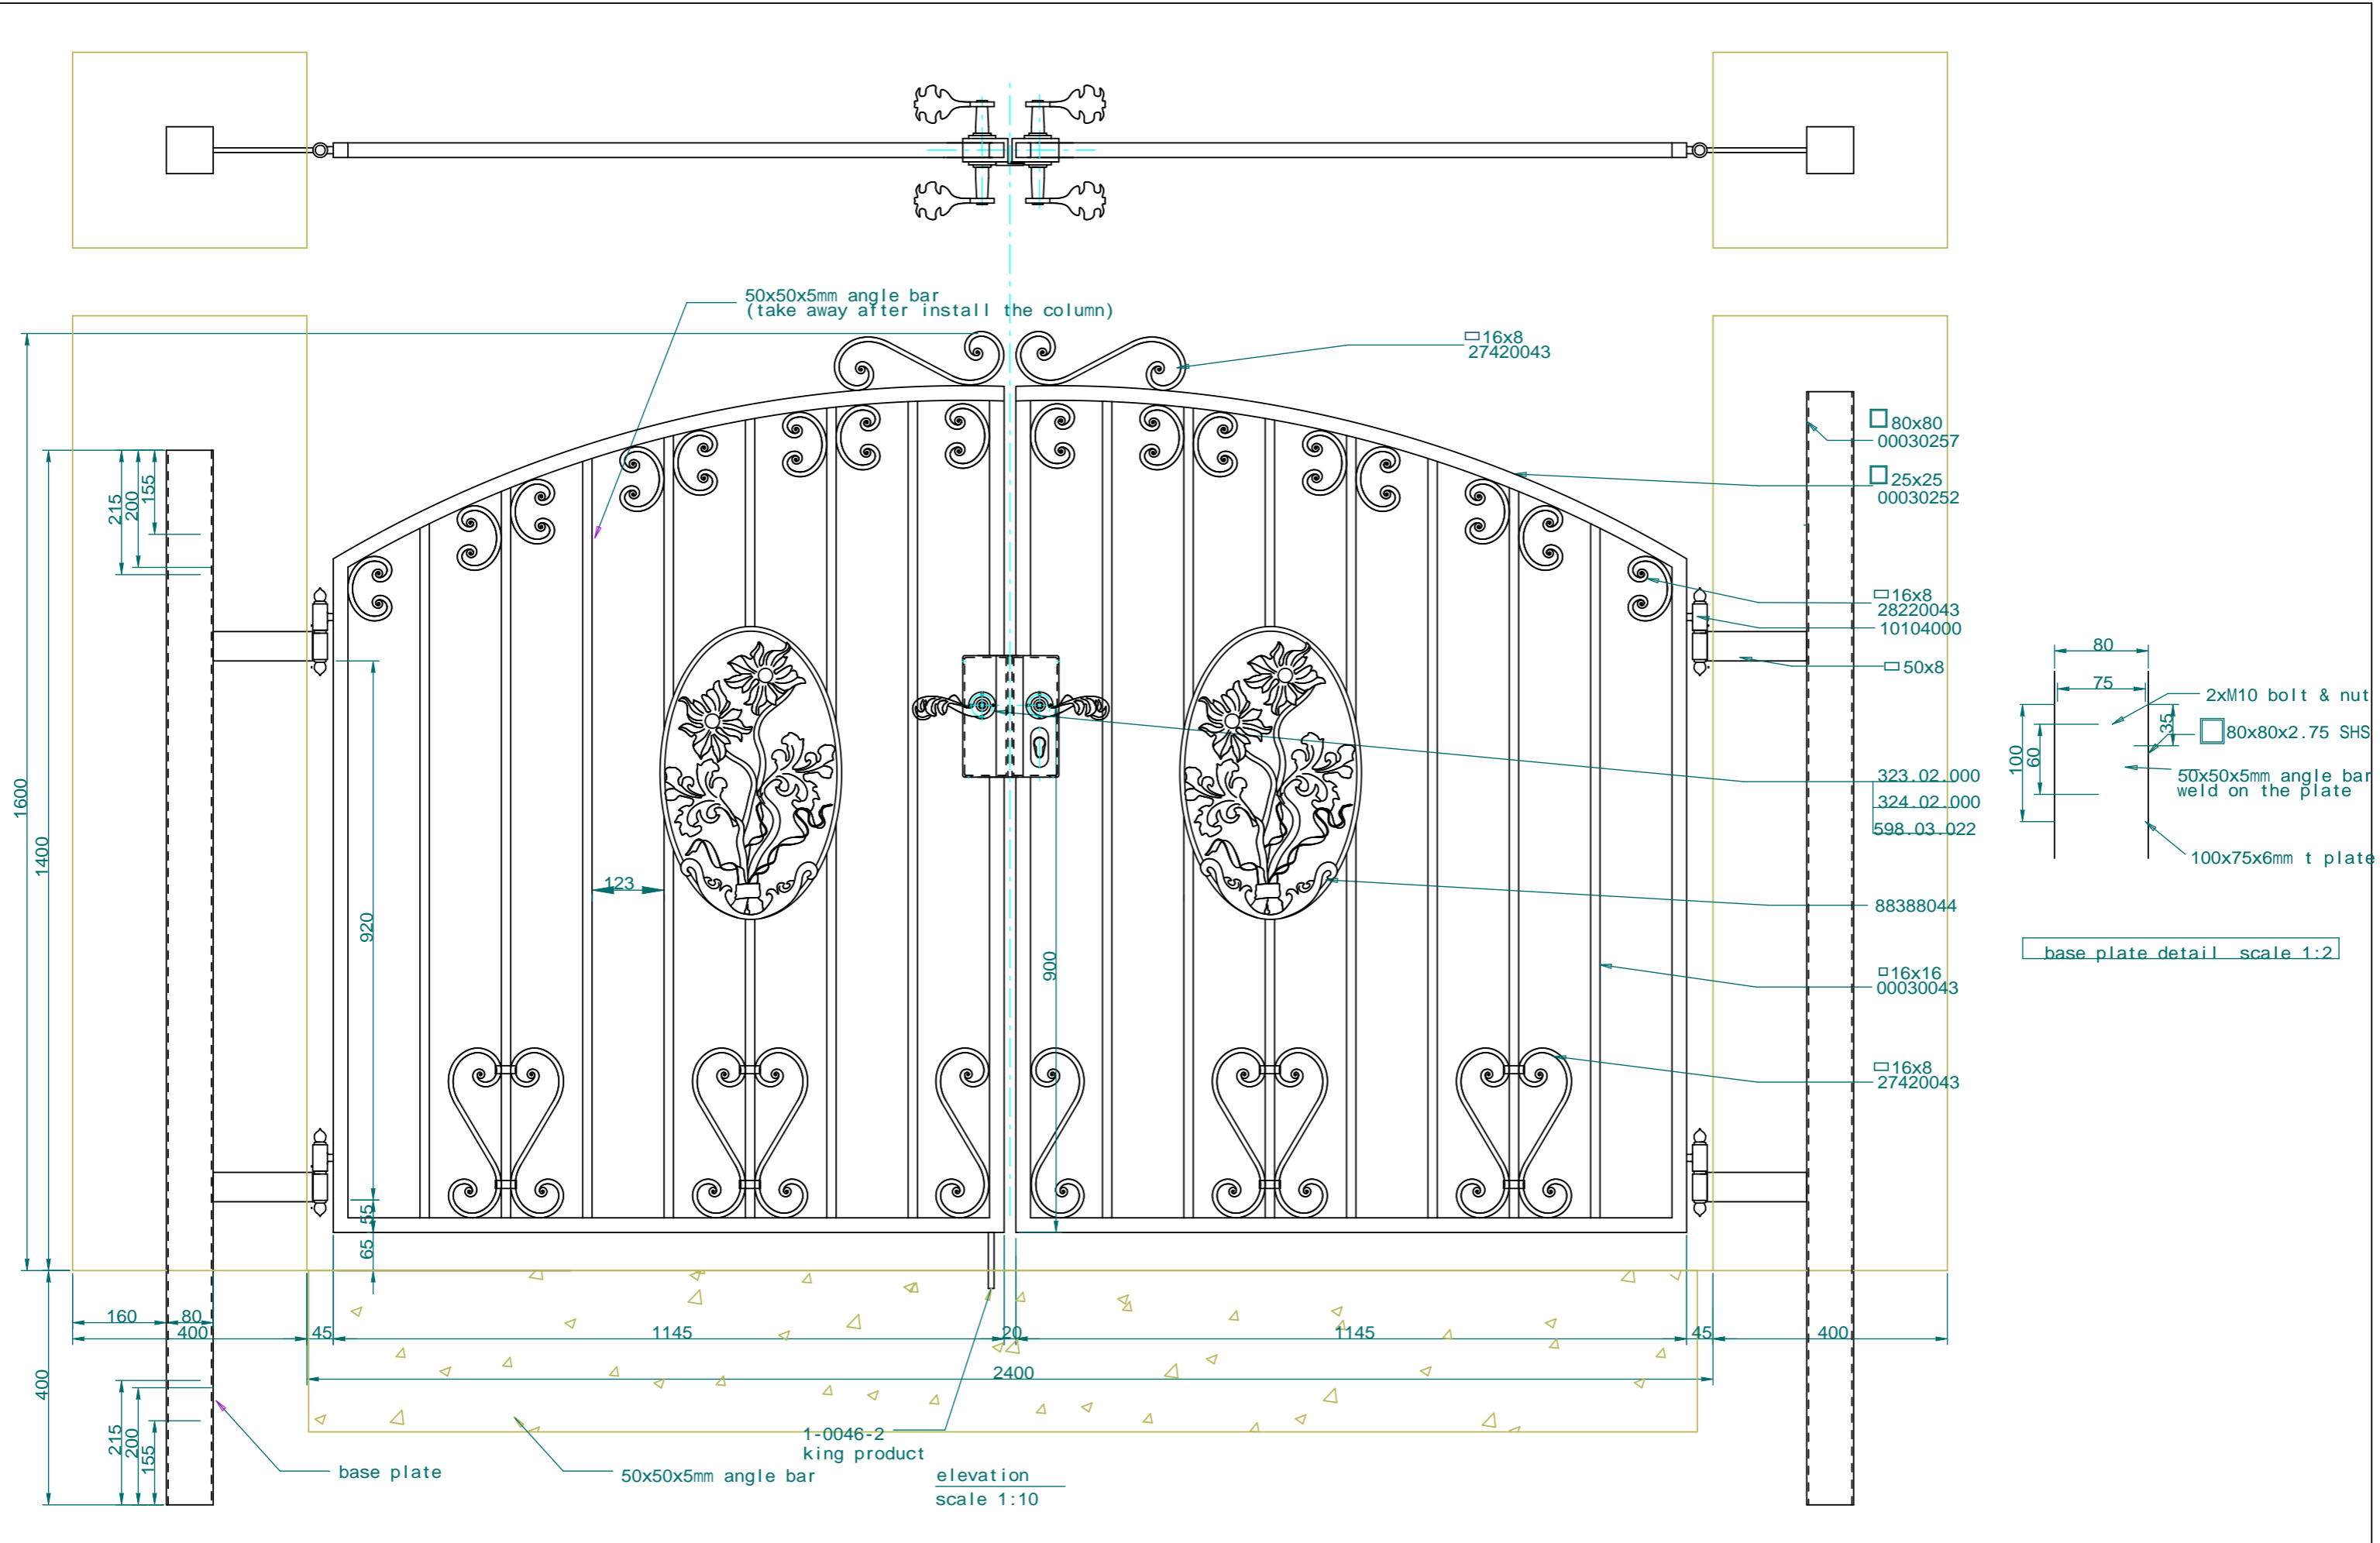 50x50x5mm angle bar
(take away after install the column)
16x8
27420043
80x80
00030257
25x25
00030252
215
200
155
16x8
28220043
10104000
50x8
80
75
2xM10 bolt & nut
35
80x80x2.75 SHS
100
60
50x50x5mm angle bar
weld on the plate
100x75x6mm t plate
base plate detail scale 1:2
323.02.000
324.02.000
598.03.022
1600
1400
123
88388044
920
900
16x16
00030043
16x8
27420043
55
65
160
80
400
45
1145
20
1145
45
400
2400
400
215
200
155
1-0046-2
king product
base plate
50x50x5mm angle bar
elevation
scale 1:10